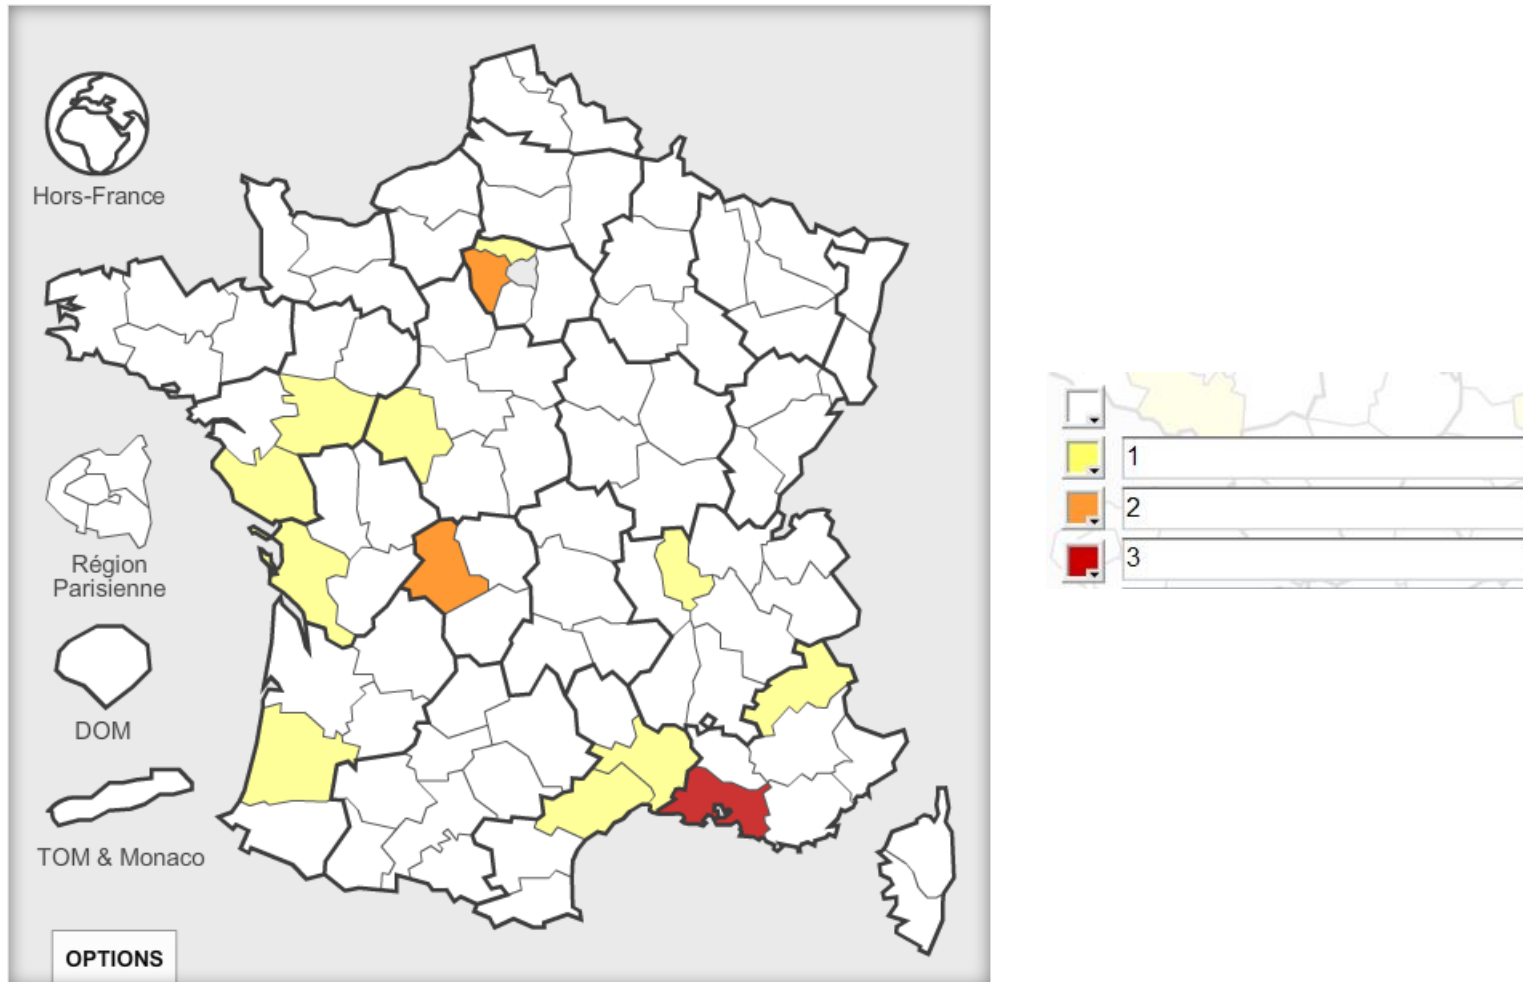 Hors-France
Région
Parisienne
DOM
TOM & Monaco
OPTIONS
1
2
3